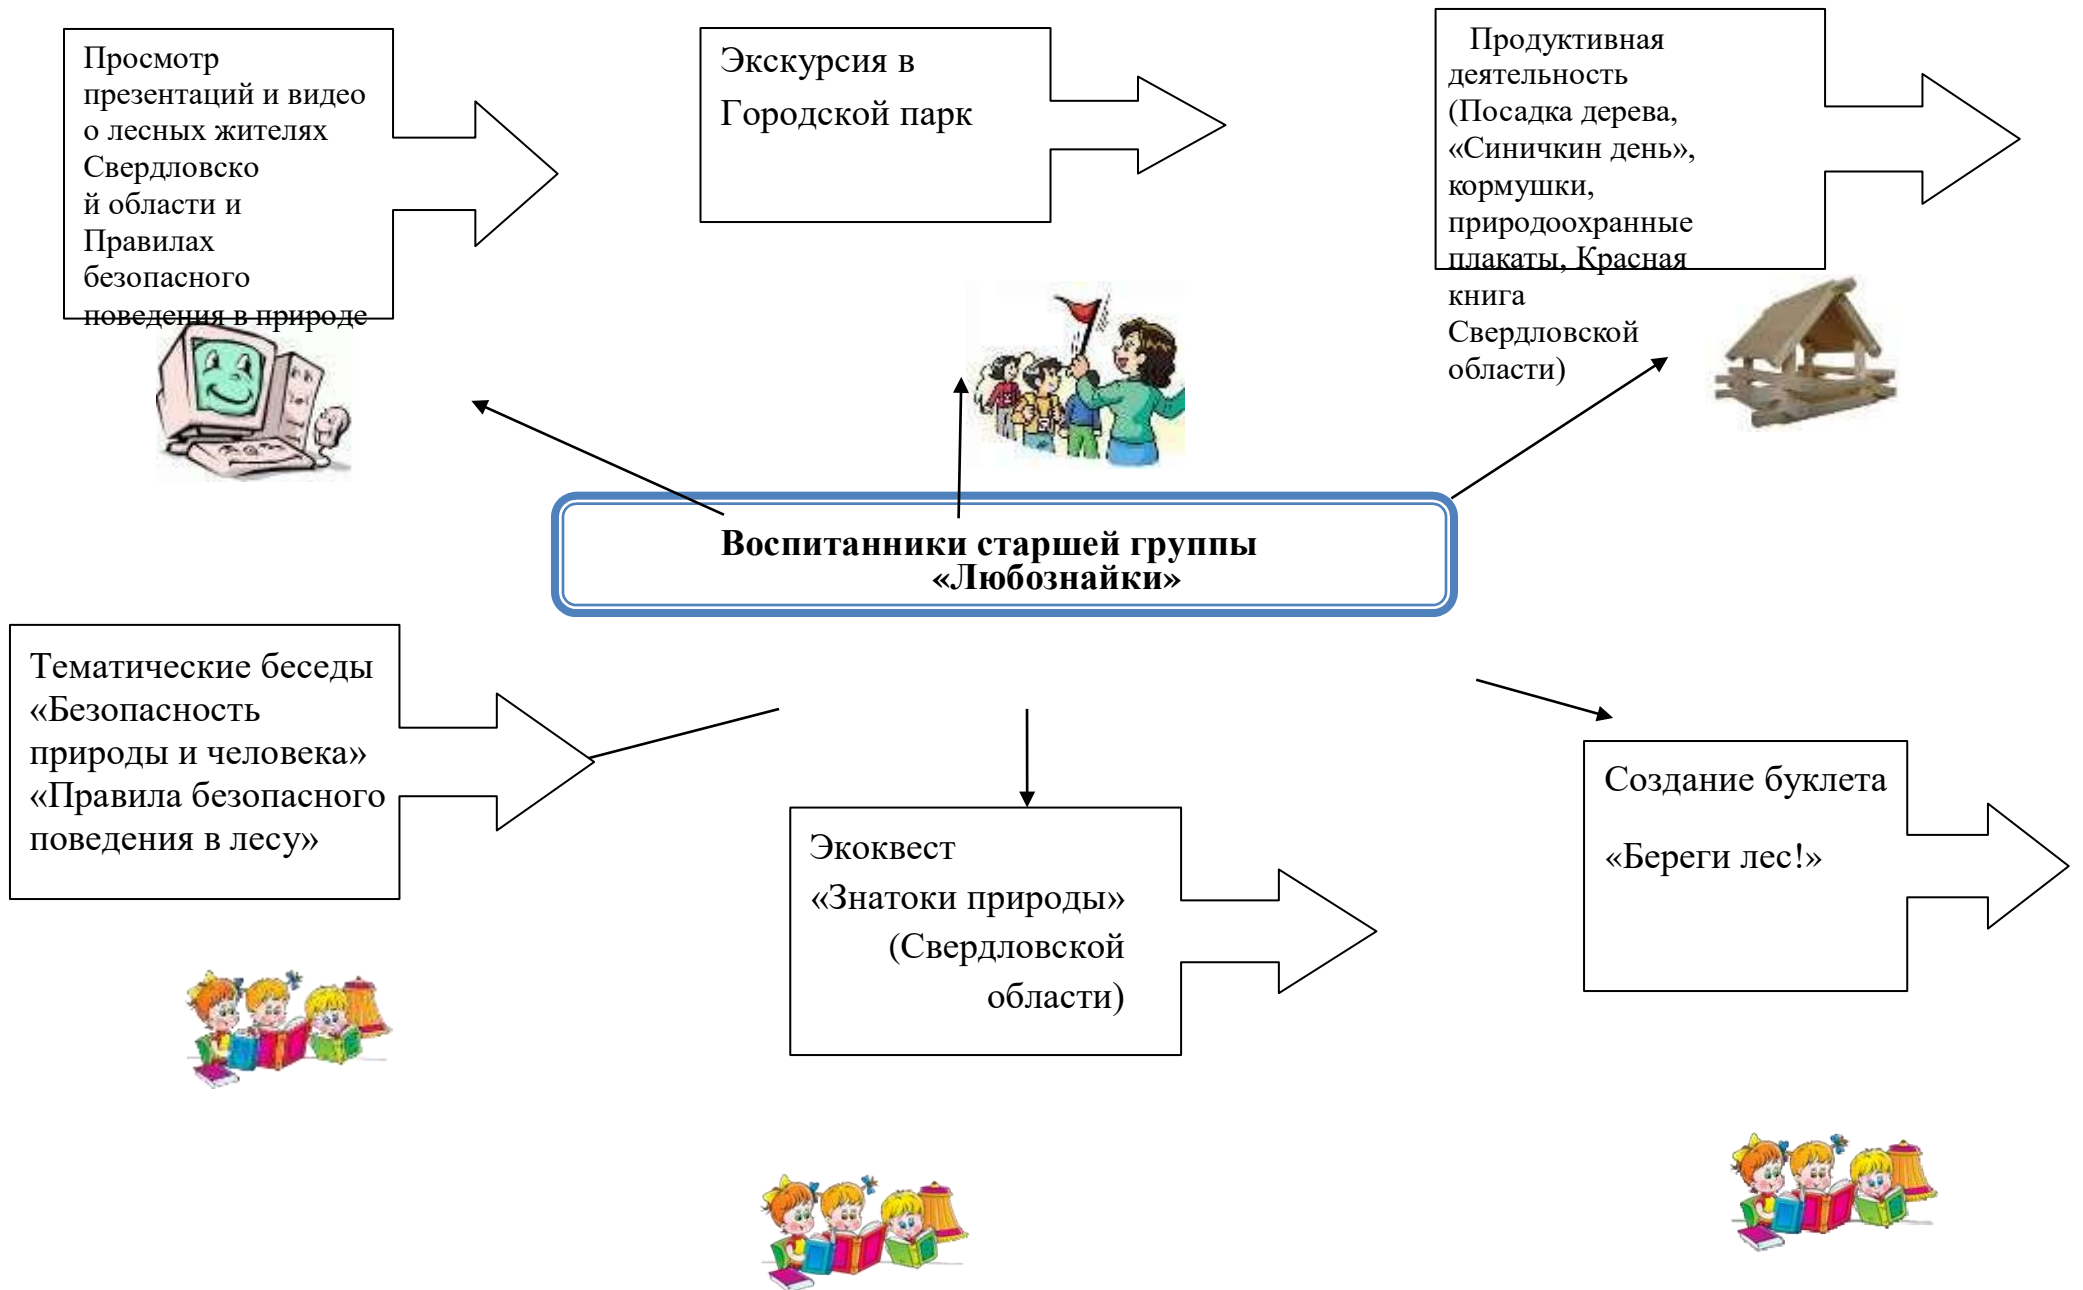 Просмотр
презентаций и видео
о лесных жителях
Свердловско
й области и
Правилах
безопасного
поведения в природе
Экскурсия в
Городской парк
Продуктивная
деятельность
(Посадка дерева,
«Синичкин день»,
кормушки,
природоохранные
плакаты, Красная
книга
Свердловской
области)
Воспитанники старшей группы
«Любознайки»
Тематические беседы
«Безопасность
природы и человека»
«Правила безопасного
поведения в лесу»
Экоквест
«Знатоки природы»
(Свердловской
области)
Создание буклета
«Береги лес!»